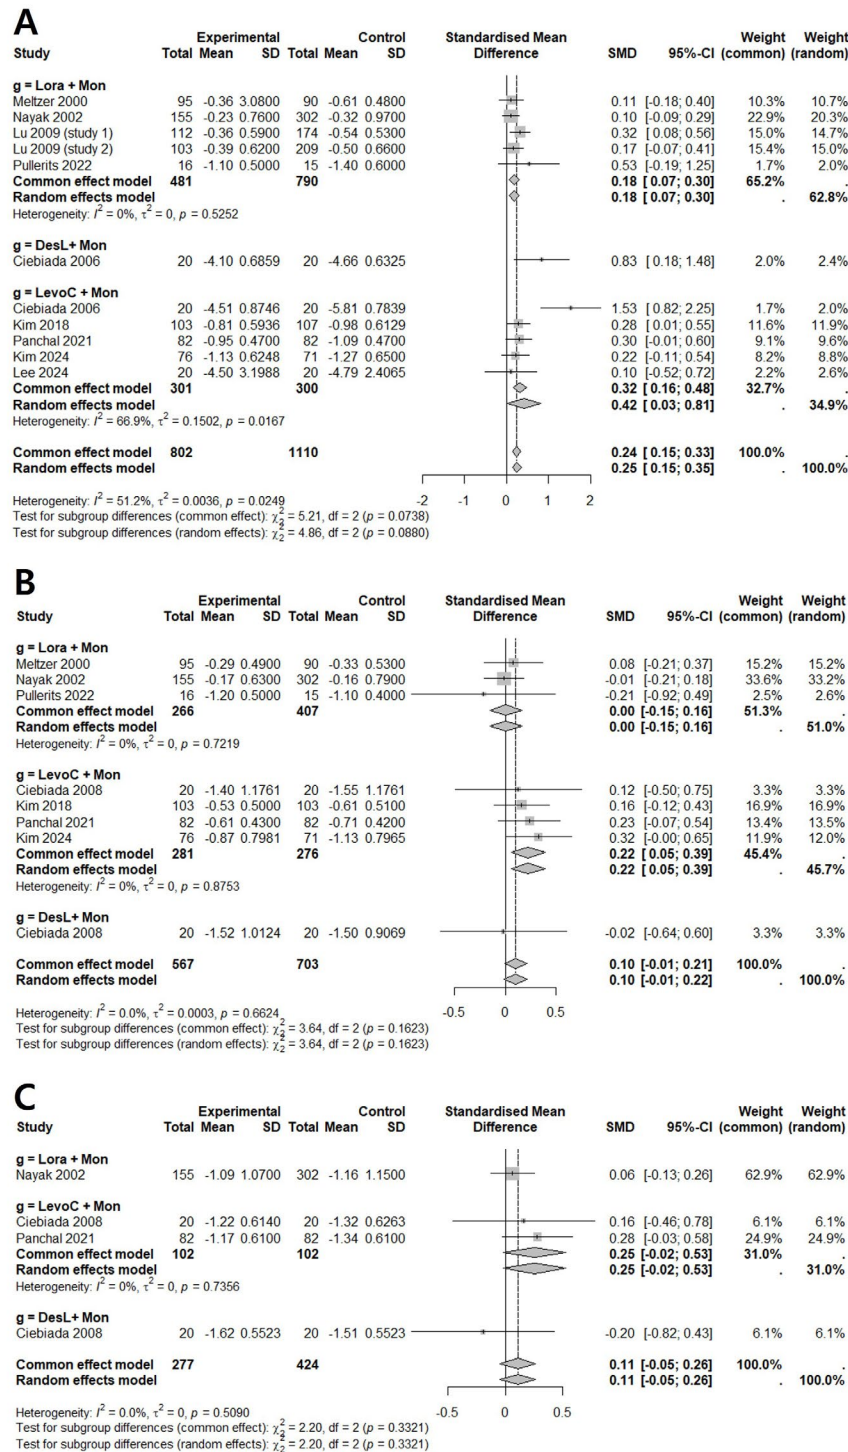 A
Experimental Control Standardised Mean Weight Weight
Study Total Mean SD Total Mean SD Difference SMD 95%-CI (common) (random)
g = Lora + Mon
Meltzer 2000 95 -0.36 3.0800 90 -0.61 0.4800 0.11 [-0.18; 0.40] 10.3% 10.7%
Nayak 2002 155 -0.23 0.7600 302 -0.32 0.9700 0.10 [-0.09; 0.29] 22.9% 20.3%
Lu 2009 (study 1) 112 -0.36 0.5900 174 -0.54 0.5300 0.32 [0.08; 0.56] 15.0% 14.7%
Lu 2009 (study 2) 103 -0.39 0.6200 209 -0.50 0.6600 0.17 [-0.07; 0.41] 15.4% 15.0%
Pullerits 2022 16 -1.10 0.5000 15 -1.40 0.6000 0.53 [-0.19; 1.25] 1.7% 2.0%
Common effect model 481 790 0.18 [ 0.07; 0.30] 65.2% .
Random effects model 0.18 [ 0.07; 0.30] . 62.8%
Heterogeneity: I² = 0%, τ² = 0, p = 0.5252
g = DesL+ Mon
Ciebiada 2006 20 -4.10 0.6859 20 -4.66 0.6325 0.83 [ 0.18; 1.48] 2.0% 2.4%
g = LevoC + Mon
Ciebiada 2006 20 -4.51 0.8746 20 -5.81 0.7839 1.53 [ 0.82; 2.25] 1.7% 2.0%
Kim 2018 103 -0.81 0.5936 107 -0.98 0.6129 0.28 [ 0.01; 0.55] 11.6% 11.9%
Panchal 2021 82 -0.95 0.4700 82 -1.09 0.4700 0.30 [-0.01; 0.60] 9.1% 9.6%
Kim 2024 76 -1.13 0.6248 71 -1.27 0.6500 0.22 [-0.11; 0.54] 8.2% 8.8%
Lee 2024 20 -4.50 3.1988 20 -4.79 2.4065 0.10 [-0.52; 0.72] 2.2% 2.6%
Common effect model 301 300 0.32 [ 0.16; 0.48] 32.7% .
Random effects model 0.42 [ 0.03; 0.81] . 34.9%
Heterogeneity: I² = 66.9%, τ² = 0.1502, p = 0.0167
Common effect model 802 1110 0.24 [ 0.15; 0.33] 100.0% .
Random effects model 0.25 [ 0.15; 0.35] . 100.0%
Heterogeneity: I² = 51.2%, τ² = 0.0036, p = 0.0249 -2 -1 0 1 2
Test for subgroup differences (common effect): χ²₂ = 5.21, df = 2 (p = 0.0738)
Test for subgroup differences (random effects): χ²₂ = 4.86, df = 2 (p = 0.0880)
B
Experimental Control Standardised Mean Weight Weight
Study Total Mean SD Total Mean SD Difference SMD 95%-CI (common) (random)
g = Lora + Mon
Meltzer 2000 95 -0.29 0.4900 90 -0.33 0.5300 0.08 [-0.21; 0.37] 15.2% 15.2%
Nayak 2002 155 -0.17 0.6300 302 -0.16 0.7900 -0.01 [-0.21; 0.18] 33.6% 33.2%
Pullerits 2022 16 -1.20 0.5000 15 -1.10 0.4000 -0.21 [-0.92; 0.49] 2.5% 2.6%
Common effect model 266 407 0.00 [-0.15; 0.16] 51.3% .
Random effects model 0.00 [-0.15; 0.16] . 51.0%
Heterogeneity: I² = 0%, τ² = 0, p = 0.7219
g = LevoC + Mon
Ciebiada 2008 20 -1.40 1.1761 20 -1.55 1.1761 0.12 [-0.50; 0.75] 3.3% 3.3%
Kim 2018 103 -0.53 0.5000 103 -0.61 0.5100 0.16 [-0.12; 0.43] 16.9% 16.9%
Panchal 2021 82 -0.61 0.4300 82 -0.71 0.4200 0.23 [-0.07; 0.54] 13.4% 13.5%
Kim 2024 76 -0.87 0.7981 71 -1.13 0.7965 0.32 [-0.00; 0.65] 11.9% 12.0%
Common effect model 281 276 0.22 [ 0.05; 0.39] 45.4% .
Random effects model 0.22 [ 0.05; 0.39] . 45.7%
Heterogeneity: I² = 0%, τ² = 0, p = 0.8753
g = DesL+ Mon
Ciebiada 2008 20 -1.52 1.0124 20 -1.50 0.9069 -0.02 [-0.64; 0.60] 3.3% 3.3%
Common effect model 567 703 0.10 [-0.01; 0.21] 100.0% .
Random effects model 0.10 [-0.01; 0.22] . 100.0%
Heterogeneity: I² = 0.0%, τ² = 0.0003, p = 0.6624 -0.5 0 0.5
Test for subgroup differences (common effect): χ²₂ = 3.64, df = 2 (p = 0.1623)
Test for subgroup differences (random effects): χ²₂ = 3.64, df = 2 (p = 0.1623)
C
Experimental Control Standardised Mean Weight Weight
Study Total Mean SD Total Mean SD Difference SMD 95%-CI (common) (random)
g = Lora + Mon
Nayak 2002 155 -1.09 1.0700 302 -1.16 1.1500 0.06 [-0.13; 0.26] 62.9% 62.9%
g = LevoC + Mon
Ciebiada 2008 20 -1.22 0.6140 20 -1.32 0.6263 0.16 [-0.46; 0.78] 6.1% 6.1%
Panchal 2021 82 -1.17 0.6100 82 -1.34 0.6100 0.28 [-0.03; 0.58] 24.9% 24.9%
Common effect model 102 102 0.25 [-0.02; 0.53] 31.0% .
Random effects model 0.25 [-0.02; 0.53] . 31.0%
Heterogeneity: I² = 0%, τ² = 0, p = 0.7356
g = DesL+ Mon
Ciebiada 2008 20 -1.62 0.5523 20 -1.51 0.5523 -0.20 [-0.82; 0.43] 6.1% 6.1%
Common effect model 277 424 0.11 [-0.05; 0.26] 100.0% .
Random effects model 0.11 [-0.05; 0.26] . 100.0%
Heterogeneity: I² = 0.0%, τ² = 0, p = 0.5090 -0.5 0 0.5
Test for subgroup differences (common effect): χ²₂ = 2.20, df = 2 (p = 0.3321)
Test for subgroup differences (random effects): χ²₂ = 2.20, df = 2 (p = 0.3321)